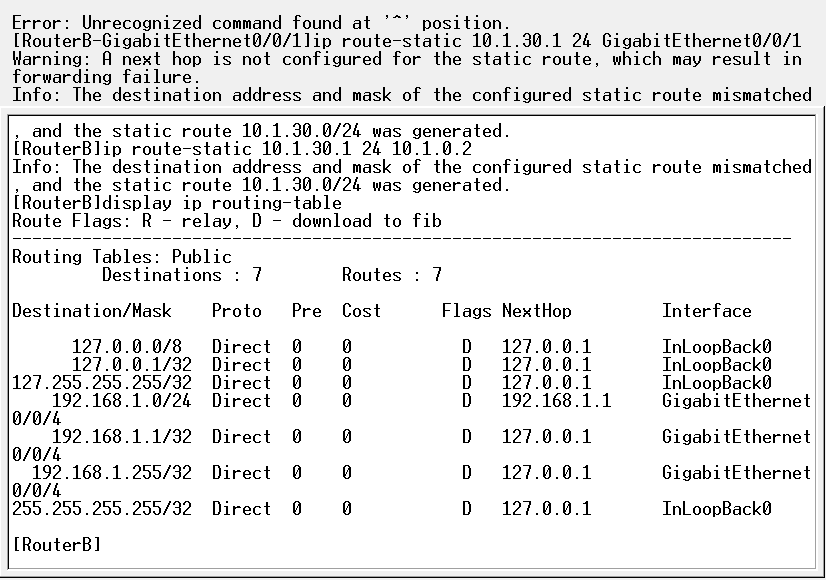 Error: Unrecognized command found at '^' position.
[RouterB-GigabitEthernet0/0/1]ip route-static 10.1.30.1 24 GigabitEthernet0/0/1
Warning: A next hop is not configured for the static route, which may result in
forwarding failure.
Info: The destination address and mask of the configured static route mismatched
, and the static route 10.1.30.0/24 was generated.
[RouterB]ip route-static 10.1.30.1 24 10.1.0.2
Info: The destination address and mask of the configured static route mismatched
, and the static route 10.1.30.0/24 was generated.
[RouterB]display ip routing-table
Route Flags: R - relay, D - download to fib
------------------------------------------------------------------------------
Routing Tables: Public
         Destinations : 7        Routes : 7

Destination/Mask    Proto   Pre  Cost      Flags NextHop         Interface

      127.0.0.0/8   Direct  0    0           D   127.0.0.1       InLoopBack0
      127.0.0.1/32  Direct  0    0           D   127.0.0.1       InLoopBack0
127.255.255.255/32  Direct  0    0           D   127.0.0.1       InLoopBack0
    192.168.1.0/24  Direct  0    0           D   192.168.1.1     GigabitEthernet
0/0/4
    192.168.1.1/32  Direct  0    0           D   127.0.0.1       GigabitEthernet
0/0/4
  192.168.1.255/32  Direct  0    0           D   127.0.0.1       GigabitEthernet
0/0/4
255.255.255.255/32  Direct  0    0           D   127.0.0.1       InLoopBack0

[RouterB]